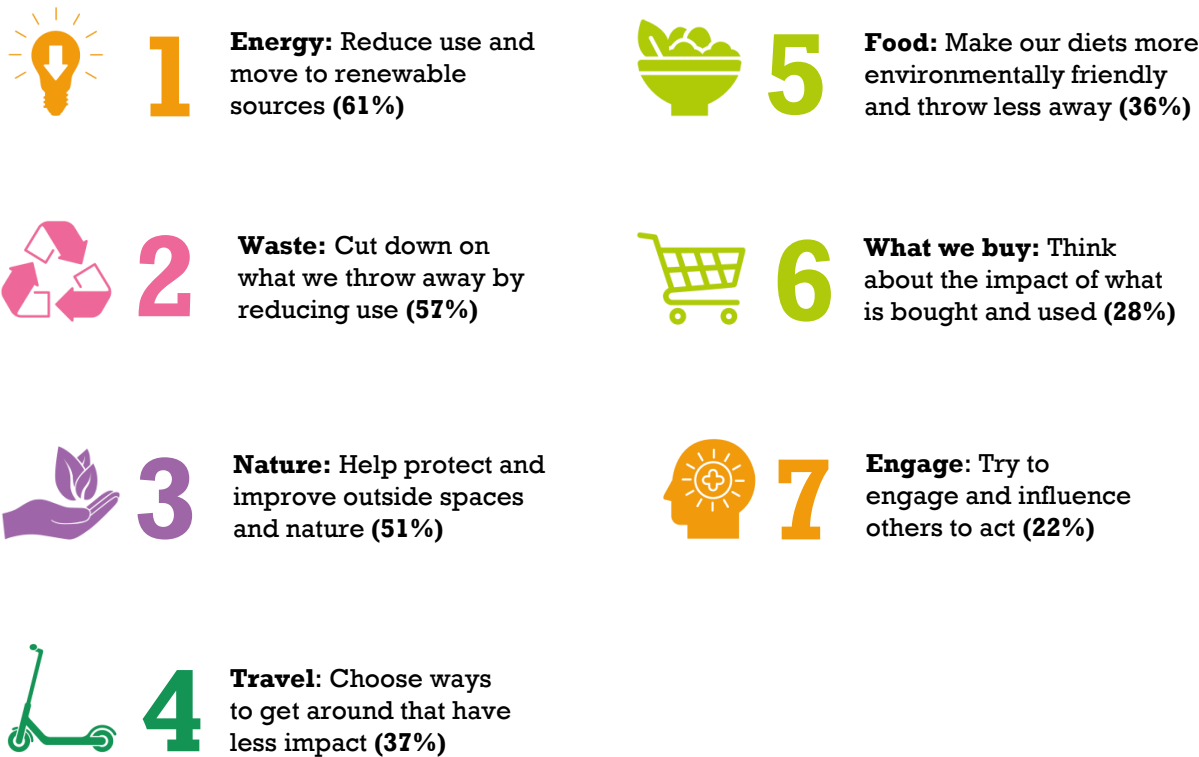 1
Energy: Reduce use and
move to renewable
sources (61%)
2
Waste: Cut down on
what we throw away by
reducing use (57%)
3
Nature: Help protect and
improve outside spaces
and nature (51%)
4
Travel: Choose ways
to get around that have
less impact (37%)
5
Food: Make our diets more
environmentally friendly
and throw less away (36%)
6
What we buy: Think
about the impact of what
is bought and used (28%)
7
Engage: Try to
engage and influence
others to act (22%)